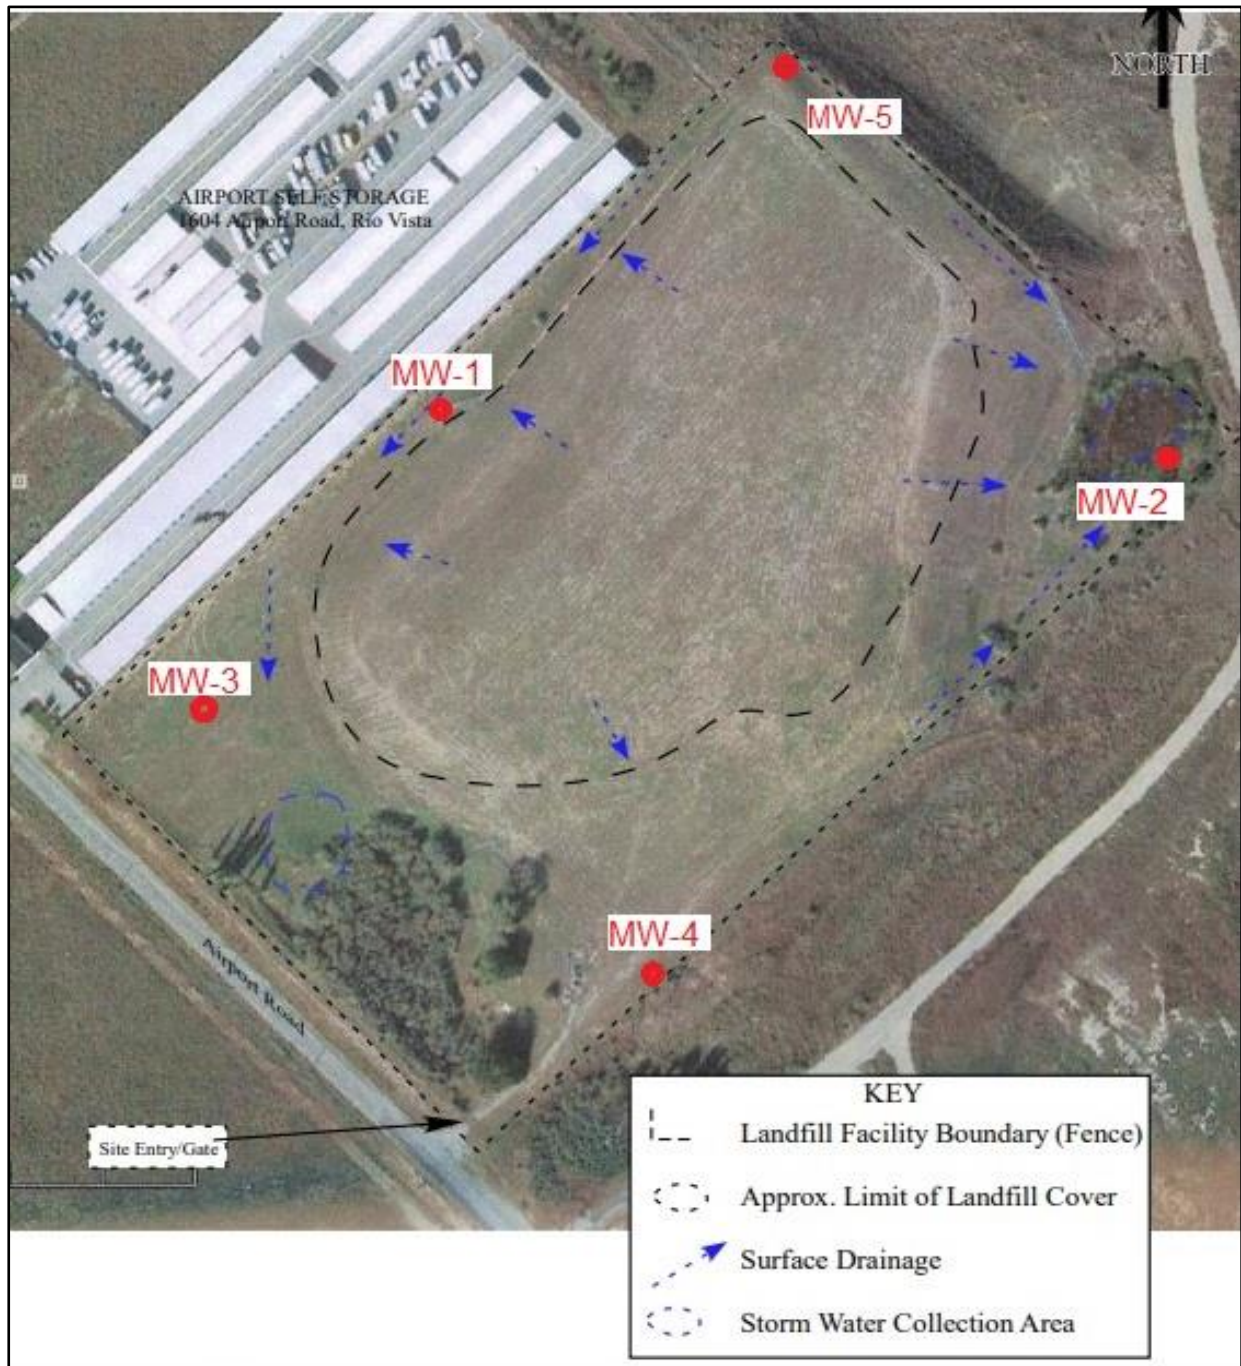 NORTH
MW-5
AIRPORT SELF STORAGE
1604 Airport Road, Rio Vista
MW-1
MW-2
MW-3
MW-4
Airport Road
Site Entry/Gate
KEY
Landfill Facility Boundary (Fence)
Approx. Limit of Landfill Cover
Surface Drainage
Storm Water Collection Area